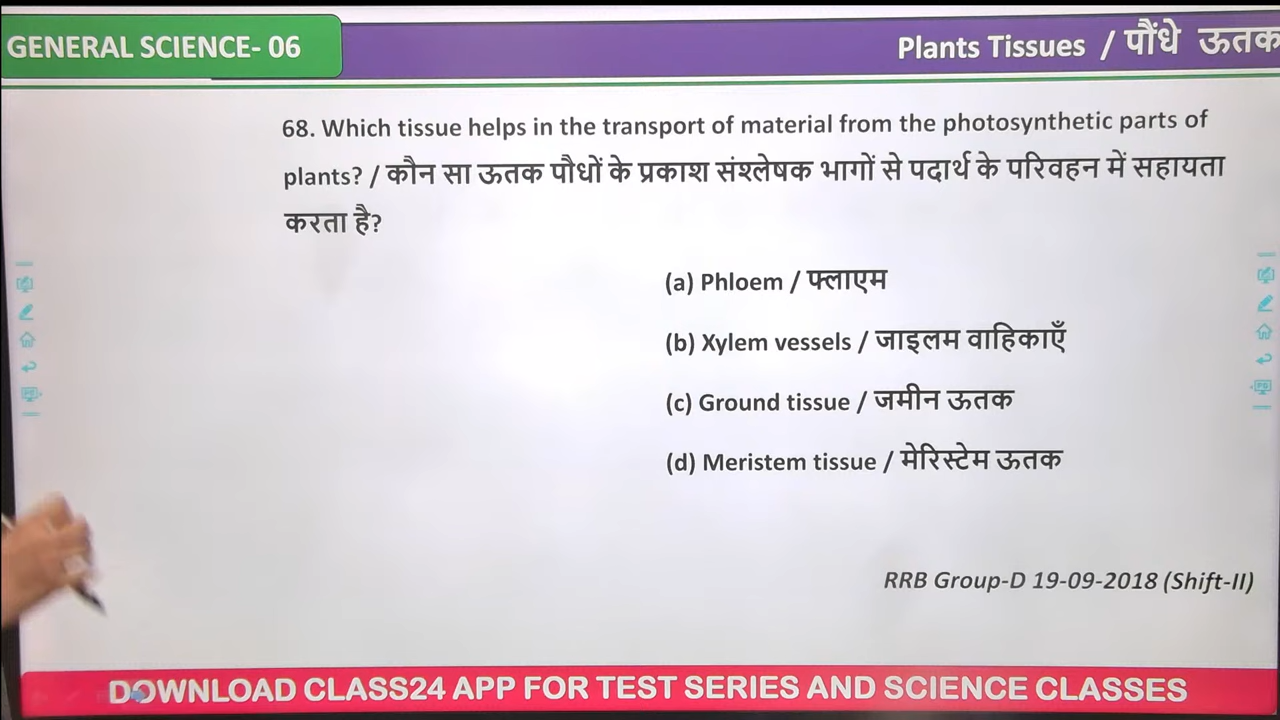 GENERAL SCIENCE- 06
Plants Tissues / पौंधे ऊतक
68. Which tissue helps in the transport of material from the photosynthetic parts of
plants? / कौन सा ऊतक पौधों के प्रकाश संश्लेषक भागों से पदार्थ के परिवहन में सहायता
करता है?
(a) Phloem / फ्लाएम
(b) Xylem vessels / जाइलम वाहिकाएँ
(c) Ground tissue / जमीन ऊतक
(d) Meristem tissue / मेरिस्टेम ऊतक
RRB Group-D 19-09-2018 (Shift-II)
DOWNLOAD CLASS24 APP FOR TEST SERIES AND SCIENCE CLASSES